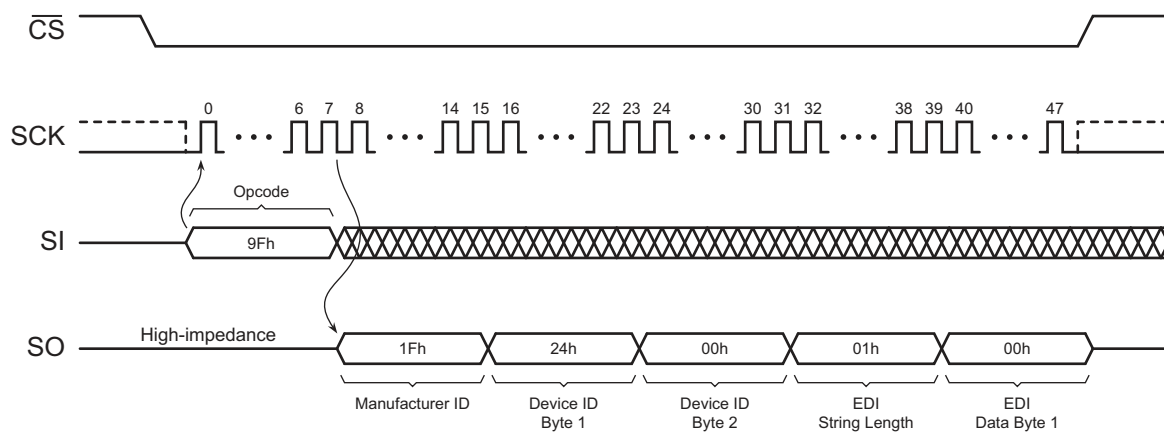 CS
0 6 7 8 14 15 16 22 23 24 30 31 32 38 39 40 47
SCK
Opcode
SI
9Fh
High-impedance
SO
1Fh 24h 00h 01h 00h
Manufacturer ID Device ID Device ID EDI EDI
Byte 1 Byte 2 String Length Data Byte 1